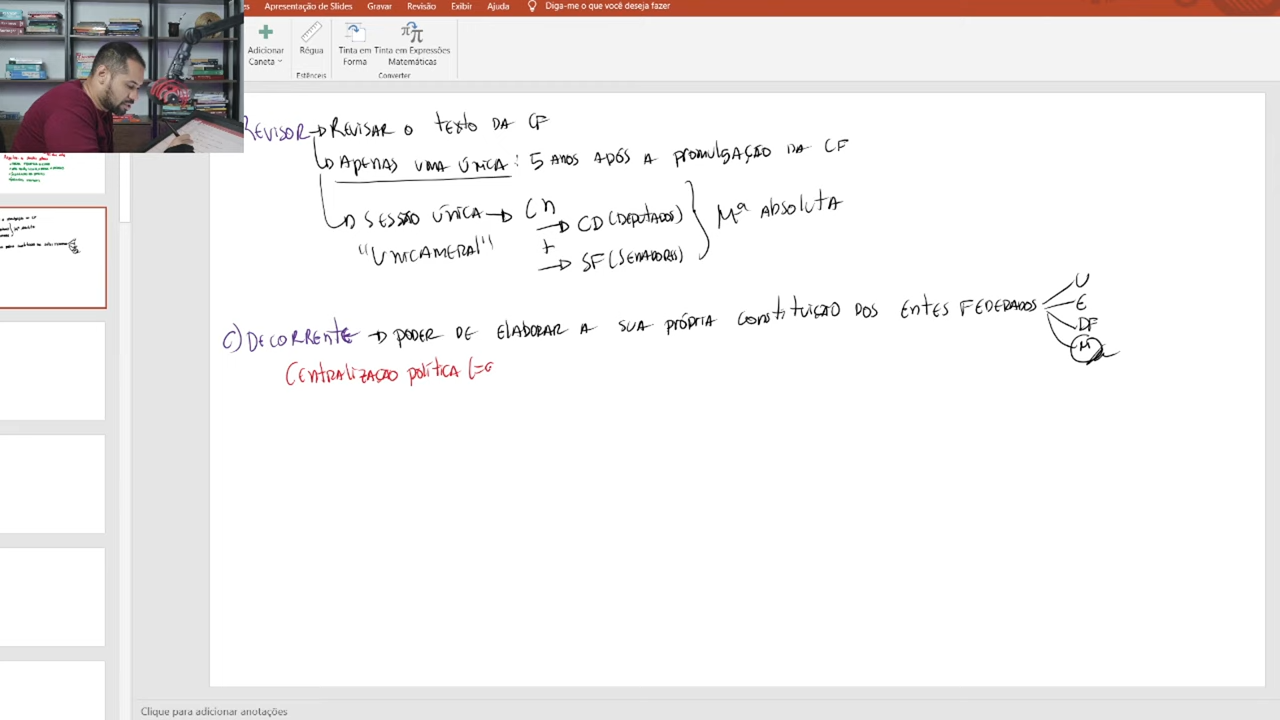 Apresentação de Slides Gravar Revisão Exibir Ajuda Diga-me o que você deseja fazer
Adicionar Caneta
Régua
Tinta em Forma
Tinta em Expressões Matemáticas
Estênceis
Converter
REVISOR → REVISAR O TEXTO DA CF
→ APENAS UMA ÚNICA: 5 ANOS APÓS A PROMULGAÇÃO DA CF
→ SESSÃO ÚNICA → CN → CD (DEPUTADOS) + → SF (SENADORES) } Mª ABSOLUTA
"UNICAMERAL"
C) DECORRENTE → PODER DE ELABORAR A SUA PRÓPRIA CONSTITUIÇÃO DOS ENTES FEDERADOS
U
E
DF
M
CENTRALIZAÇÃO POLÍTICA (=
Clique para adicionar anotações